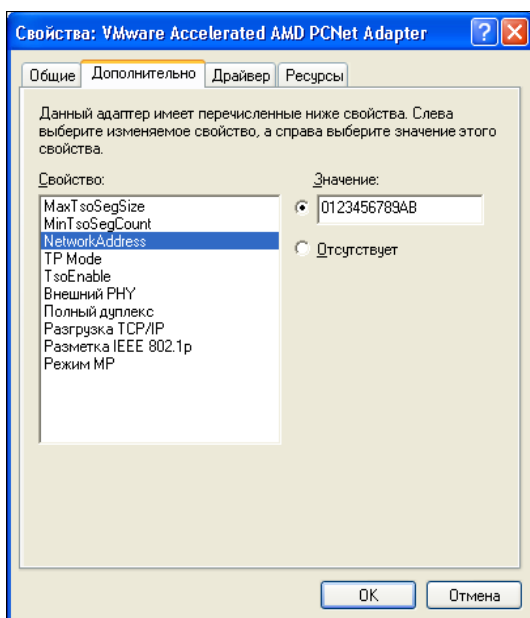 Свойства: VMware Accelerated AMD PCNet Adapter
Общие Дополнительно Драйвер Ресурсы
Данный адаптер имеет перечисленные ниже свойства. Слева
выберите изменяемое свойство, а справа выберите значение этого
свойства.
Свойство:
Значение:
MaxTsoSegSize
0123456789AB
MinTsoSegCount
NetworkAddress
Отсутствует
TP Mode
TsoEnable
Внешний PHY
Полный дуплекс
Разгрузка TCP/IP
Разметка IEEE 802.1p
Режим MP
OK
Отмена